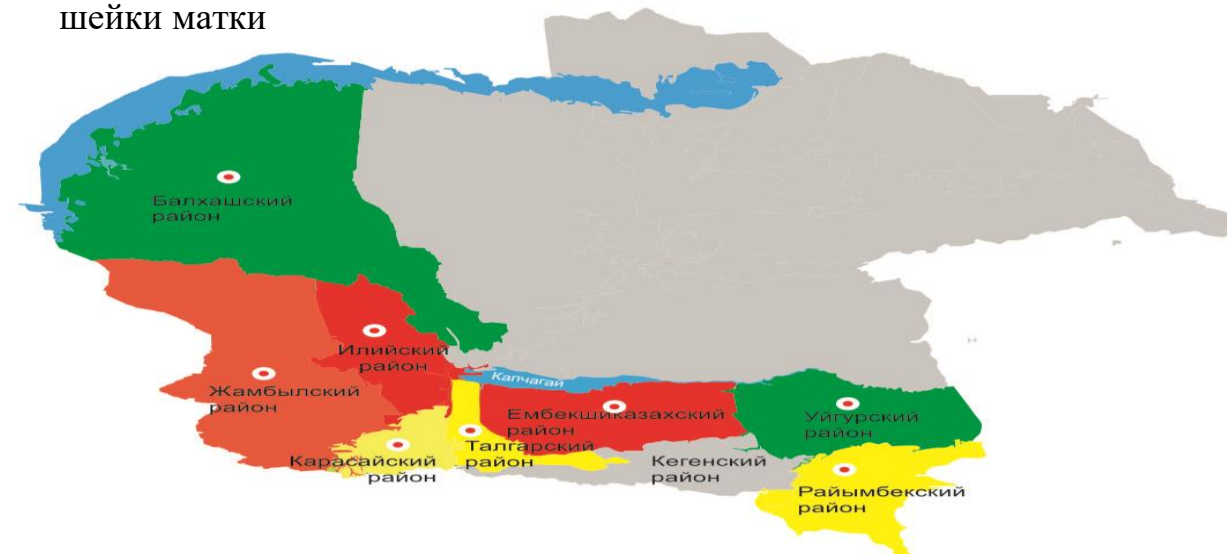 шейки матки
Балхашский
район
Илийский
район
Капчагай
Жамбылский
район
Ембекшиказахский
район
Уйгурский
район
Талгарский
район
Карасайский
район
Кегенский
район
Райымбекский
район